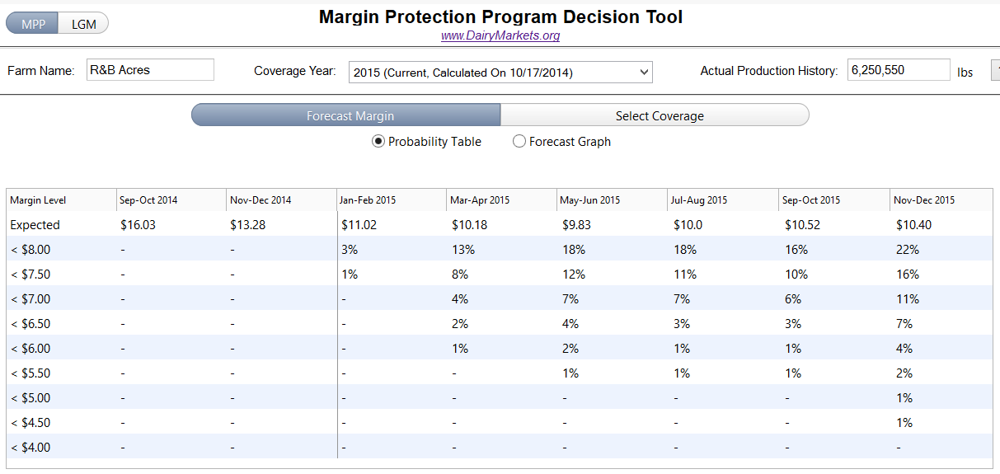 MPP LGM
Margin Protection Program Decision Tool
www.DairyMarkets.org
Farm Name: R&B Acres Coverage Year: 2015 (Current, Calculated On 10/17/2014) Actual Production History: 6,250,550 lbs
Forecast Margin Select Coverage
Probability Table Forecast Graph
Margin Level Sep-Oct 2014 Nov-Dec 2014 Jan-Feb 2015 Mar-Apr 2015 May-Jun 2015 Jul-Aug 2015 Sep-Oct 2015 Nov-Dec 2015
Expected $16.03 $13.28 $11.02 $10.18 $9.83 $10.0 $10.52 $10.40
< $8.00 - - 3% 13% 18% 18% 16% 22%
< $7.50 - - 1% 8% 12% 11% 10% 16%
< $7.00 - - - 4% 7% 7% 6% 11%
< $6.50 - - - 2% 4% 3% 3% 7%
< $6.00 - - - 1% 2% 1% 1% 4%
< $5.50 - - - - 1% 1% 1% 2%
< $5.00 - - - - - - - 1%
< $4.50 - - - - - - - 1%
< $4.00 - - - - - - - -